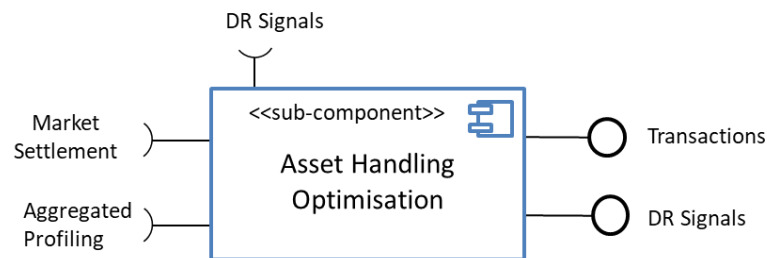 DR Signals
<<sub-component>>
Market
Settlement
Transactions
Asset Handling
Optimisation
Aggregated
Profiling
DR Signals